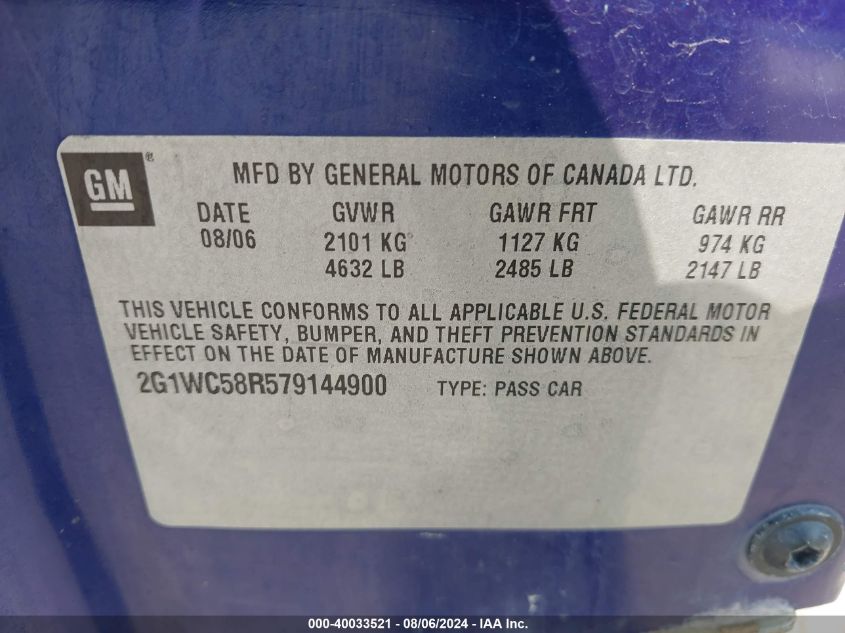 GM® MFD BY GENERAL MOTORS OF CANADA LTD.
DATE GVWR GAWR FRT GAWR RR
08/06 2101 KG 1127 KG 974 KG
4632 LB 2485 LB 2147 LB
THIS VEHICLE CONFORMS TO ALL APPLICABLE U.S. FEDERAL MOTOR
VEHICLE SAFETY, BUMPER, AND THEFT PREVENTION STANDARDS IN
EFFECT ON THE DATE OF MANUFACTURE SHOWN ABOVE.
2G1WC58R579144900 TYPE: PASS CAR
000-40033521 - 08/06/2024 - IAA Inc.